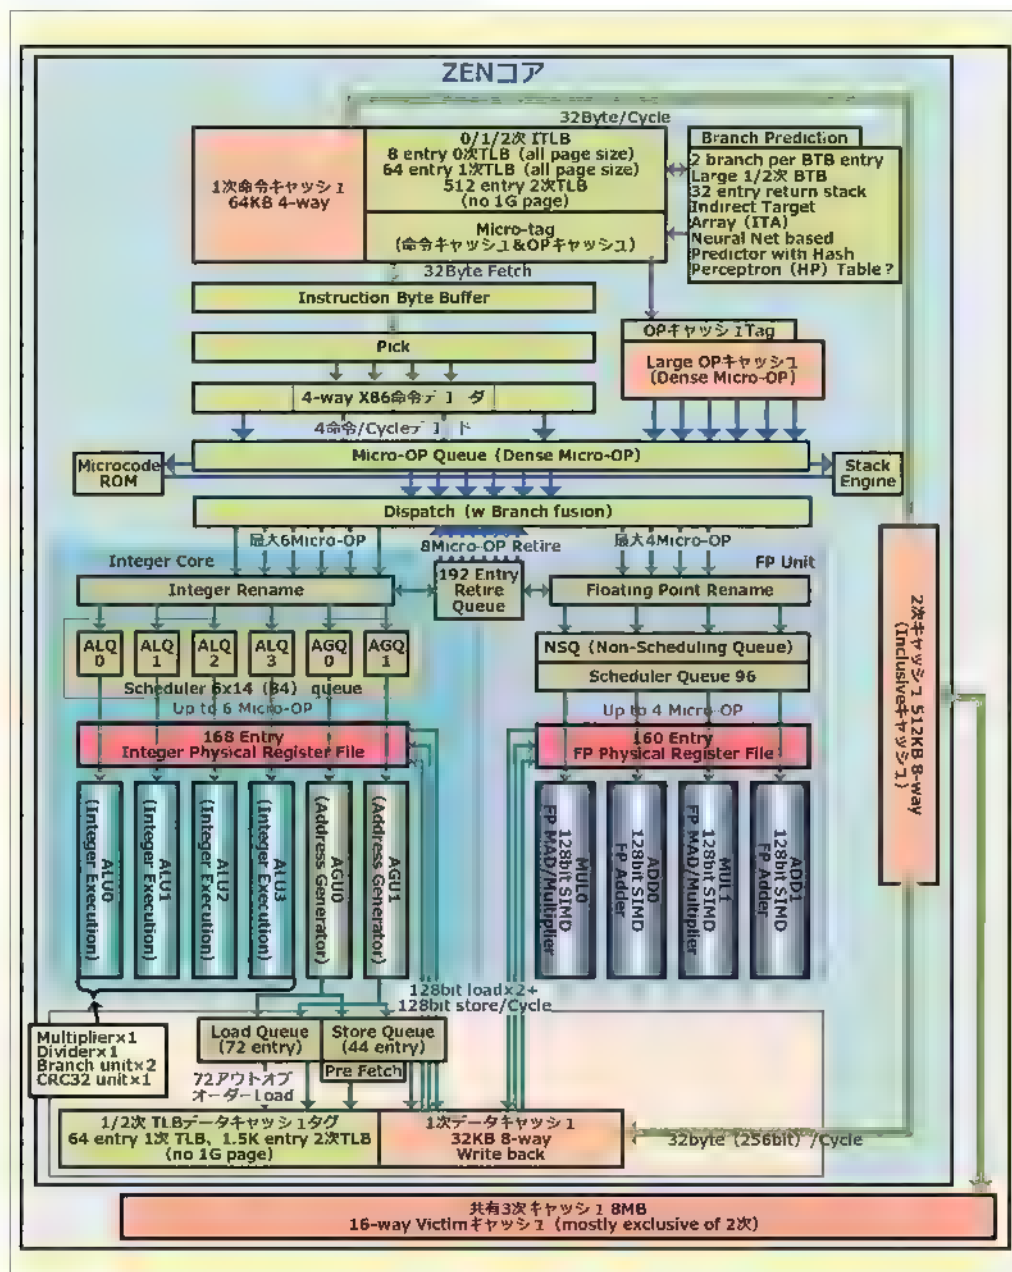 ZENコア
32Byte/Cycle
1次命令キャッシュ
64KB 4-way
0/1/2次 ITLB
8 entry 0次TLB (all page size)
64 entry 1次TLB (all page size)
512 entry 2次TLB
(no 1G page)
Micro-tag
(命令キャッシュ&OPキャッシュ)
Branch Prediction
2 branch per BTB entry
Large 1/2次 BTB
32 entry return stack
Indirect Target
Array (ITA)
Neural Net based
Predictor with Hash
Perceptron (HP) Table?
32Byte Fetch
Instruction Byte Buffer
Pick
OPキャッシュTag
Large OPキャッシュ
(Dense Micro-OP)
4-way X86命令デコーダ
4命令/Cycleデコード
Micro-OP Queue (Dense Micro-OP)
Microcode
ROM
Stack
Engine
Dispatch (w Branch fusion)
最大6Micro-OP
8Micro-OP Retire
最大4Micro-OP
Integer Core
FP Unit
Integer Rename
192 Entry
Retire
Queue
Floating Point Rename
ALQ
0
ALQ
1
ALQ
2
ALQ
3
AGQ
0
AGQ
1
Scheduler 6x14 (84) queue
NSQ (Non-Scheduling Queue)
Scheduler Queue 96
Up to 6 Micro-OP
Up to 4 Micro-OP
168 Entry
Integer Physical Register File
160 Entry
FP Physical Register File
ALU0
(Integer Execution)
ALU1
(Integer Execution)
ALU2
(Integer Execution)
ALU3
(Integer Execution)
AGU0
(Address Generator)
AGU1
(Address Generator)
MUL0
128bit SIMD
FP MAD/Multiplier
ADD0
128bit SIMD
FP Adder
MUL1
128bit SIMD
FP MAD/Multiplier
ADD1
128bit SIMD
FP Adder
2次キャッシュ 512KB 8-way
(Inclusiveキャッシュ)
128bit load×2+
128bit store/Cycle
Multiplier×1
Divider×1
Branch unit×2
CRC32 unit×1
Load Queue
(72 entry)
Store Queue
(44 entry)
Pre Fetch
72アウトオブ
オーダーLoad
1/2次 TLBデータキャッシュタグ
64 entry 1次 TLB、1.5K entry 2次TLB
(no 1G page)
1次データキャッシュ
32KB 8-way
Write back
32byte (256bit) /Cycle
共有3次キャッシュ 8MB
16-way Victimキャッシュ (mostly exclusive of 2次)